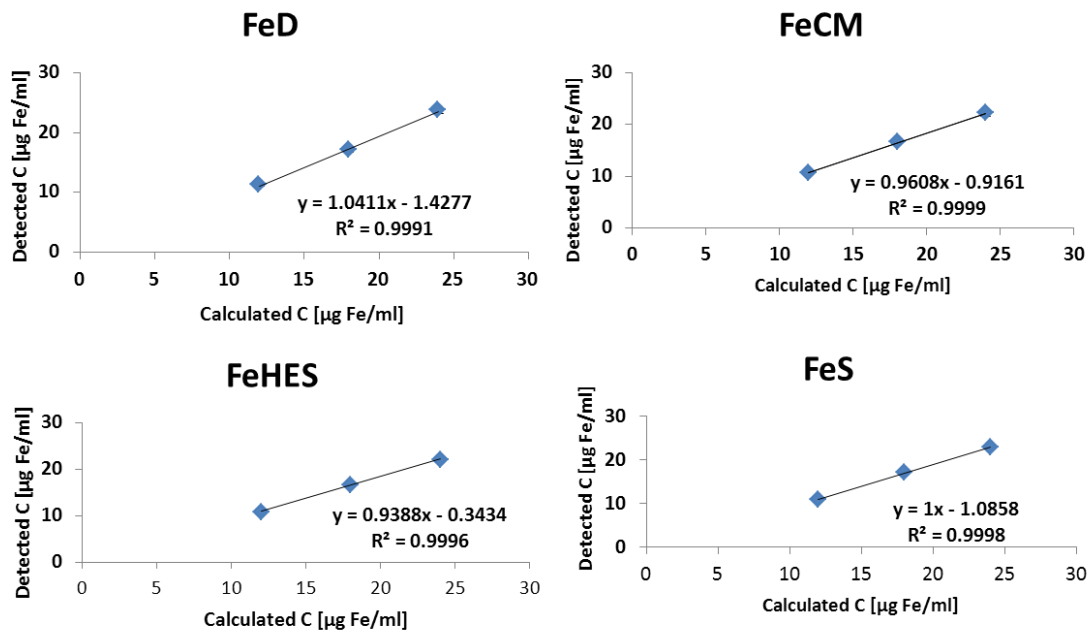 FeD
Detected C [µg Fe/ml]
30
20
10
0
y = 1.0411x - 1.4277
R² = 0.9991
0 5 10 15 20 25 30
Calculated C [µg Fe/ml]
FeCM
Detected C [µg Fe/ml]
30
20
10
0
y = 0.9608x - 0.9161
R² = 0.9999
0 5 10 15 20 25 30
Calculated C [µg Fe/ml]
FeHES
Detected C [µg Fe/ml]
30
20
10
0
y = 0.9388x - 0.3434
R² = 0.9996
0 5 10 15 20 25 30
Calculated C [µg Fe/ml]
FeS
Detected C [µg Fe/ml]
30
20
10
0
y = 1x - 1.0858
R² = 0.9998
0 5 10 15 20 25 30
Calculated C [µg Fe/ml]